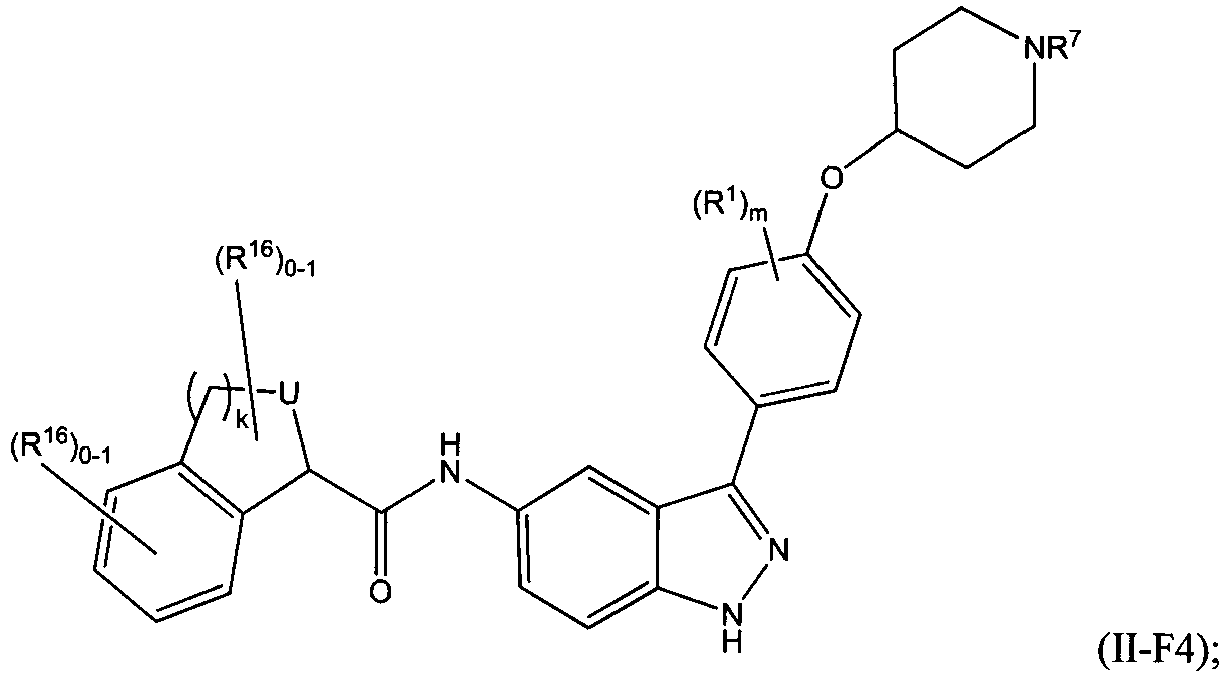 NR⁷
O
(R¹)ₘ
(R¹⁶)₀₋₁
( )ₖ U
(R¹⁶)₀₋₁
H
N
N
O
N
H
(II-F4);